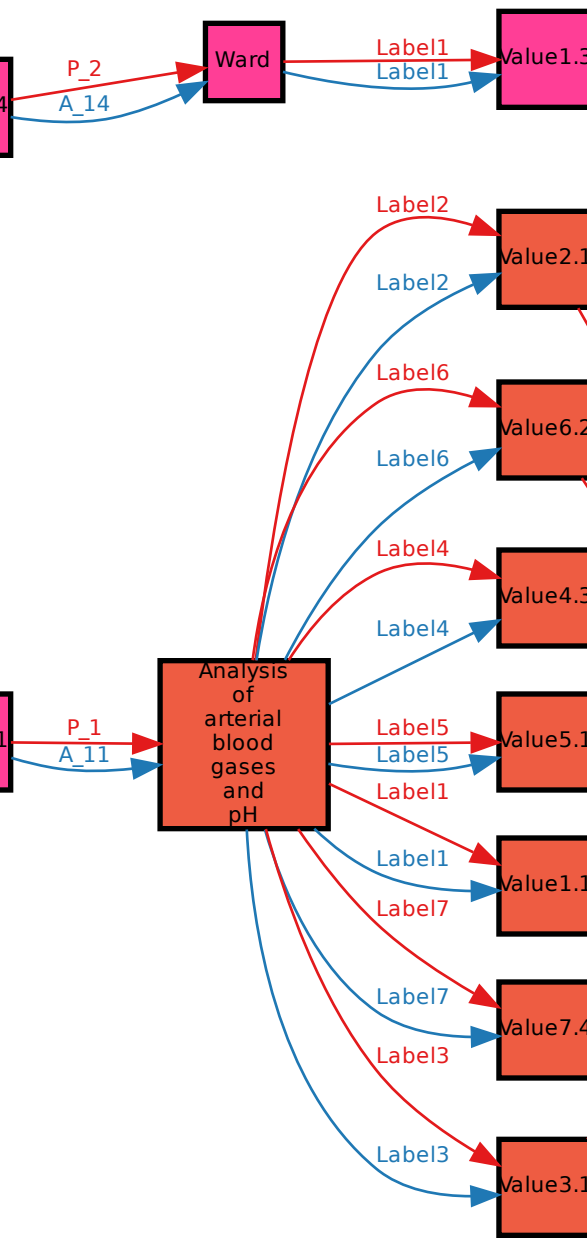 Label1
Ward
Value1.3
P_2
Label1
4
A_14
Label2
Value2.1
Label2
Label6
Value6.2
Label6
Label4
Value4.3
Label4
Analysis
of
arterial
blood
gases
and
pH
P_1
Label5
1
Value5.1
A_11
Label5
Label1
Label1
Value1.1
Label7
Label7
Value7.4
Label3
Label3
Value3.1